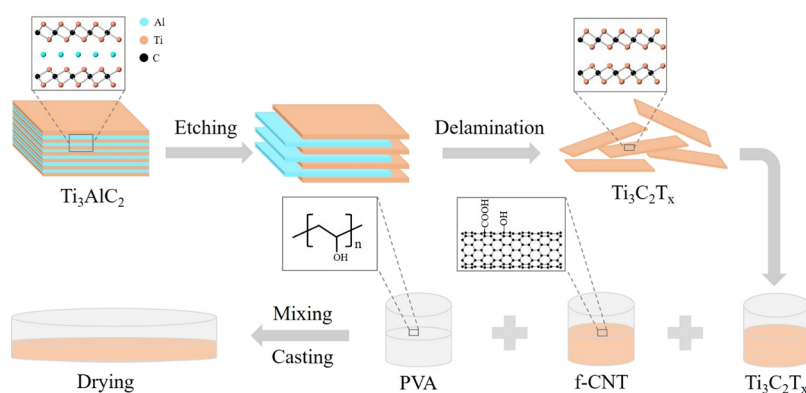 Al
Ti
C
Etching
Delamination
Ti₃AlC₂
Ti₃C₂Tₓ
n
OH
COOH
-OH
Mixing
Casting
Drying
PVA
f-CNT
Ti₃C₂Tₓ